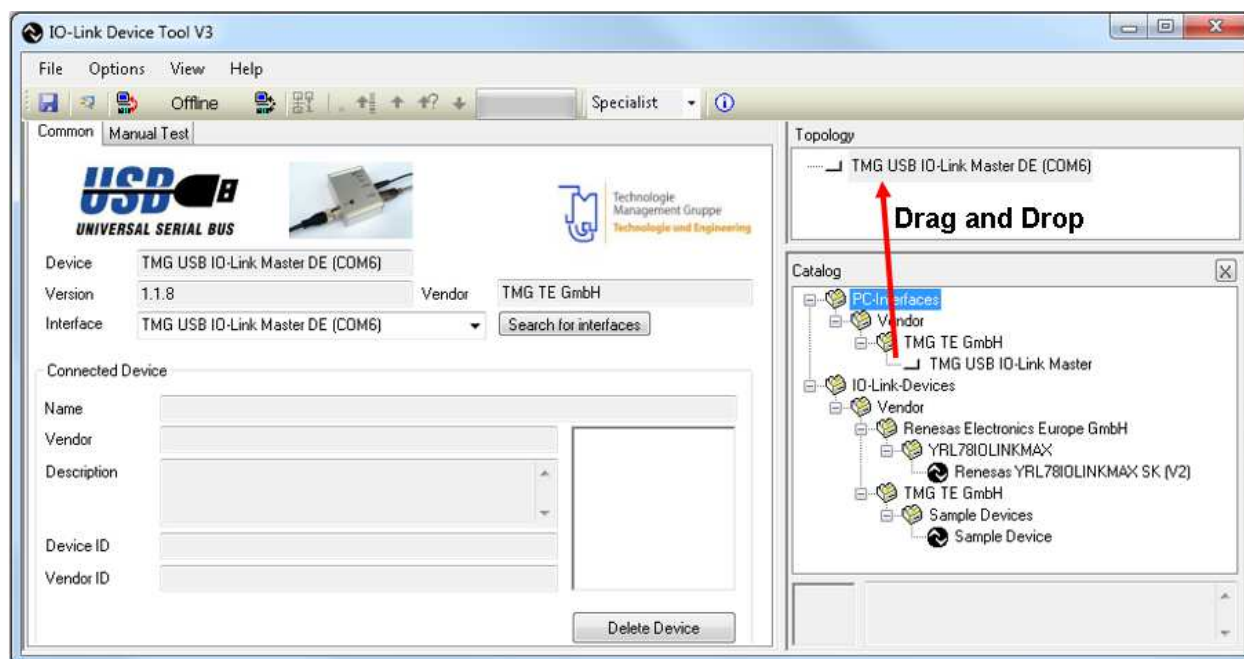 IO-Link Device Tool V3
File Options View Help
Offline Specialist
Common Manual Test
USB
UNIVERSAL SERIAL BUS
Technologie
Management Gruppe
Technologie und Engineering
Device TMG USB IO-Link Master DE (COM6)
Version 1.1.8 Vendor TMG TE GmbH
Interface TMG USB IO-Link Master DE (COM6) Search for interfaces
Connected Device
Name
Vendor
Description
Device ID
Vendor ID
Delete Device
Topology
TMG USB IO-Link Master DE (COM6)
Drag and Drop
Catalog
PC-Interfaces
Vendor
TMG TE GmbH
TMG USB IO-Link Master
IO-Link-Devices
Vendor
Renesas Electronics Europe GmbH
YRL78IOLINKMAX
Renesas YRL78IOLINKMAX SK (V2)
TMG TE GmbH
Sample Devices
Sample Device